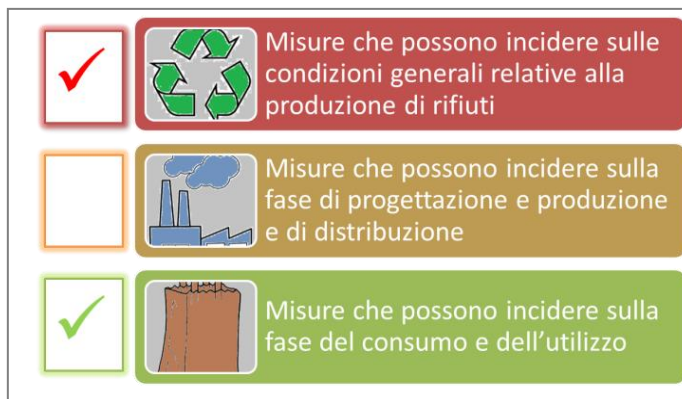 Misure che possono incidere sulle
condizioni generali relative alla
produzione di rifiuti
Misure che possono incidere sulla
fase di progettazione e produzione
e di distribuzione
Misure che possono incidere sulla
fase del consumo e dell'utilizzo